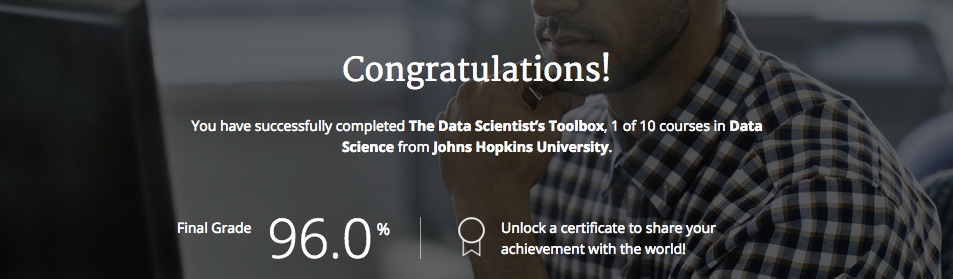 Congratulations!
You have successfully completed The Data Scientist's Toolbox, 1 of 10 courses in Data
Science from Johns Hopkins University.
Final Grade 96.0 %
Unlock a certificate to share your
achievement with the world!